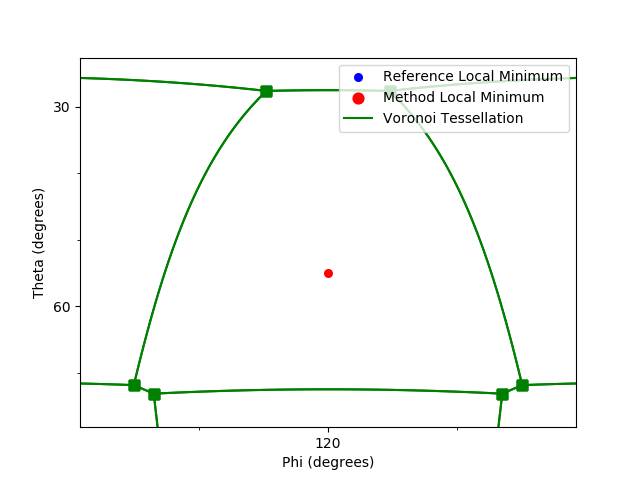 Reference Local Minimum
Method Local Minimum
Voronoi Tessellation
30
60
Theta (degrees)
120
Phi (degrees)